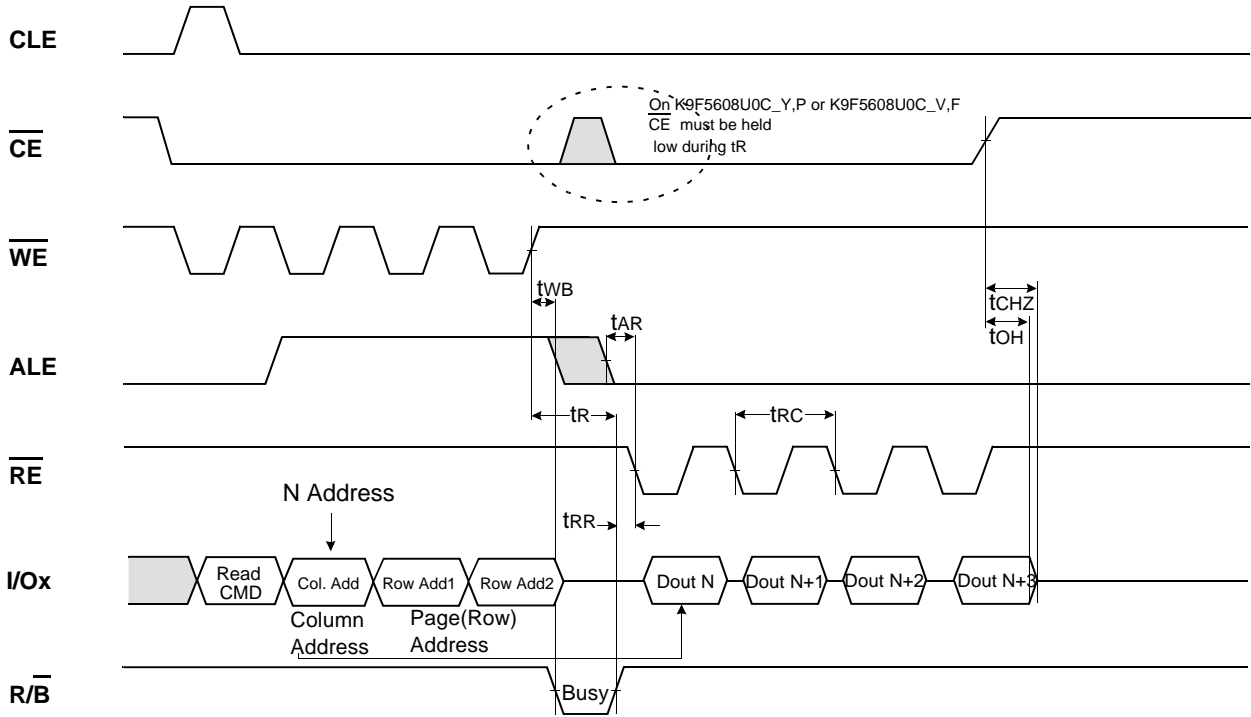 CLE
On K9F5608U0C_Y,P or K9F5608U0C_V,F
CE must be held
low during tR
CE
WE
tWB
tCHZ
tAR
tOH
ALE
tR
tRC
RE
N Address
tRR
I/Ox
Read
CMD
Col. Add
Row Add1
Row Add2
Dout N
Dout N+1
Dout N+2
Dout N+3
Column
Address
Page(Row)
Address
R/B
Busy